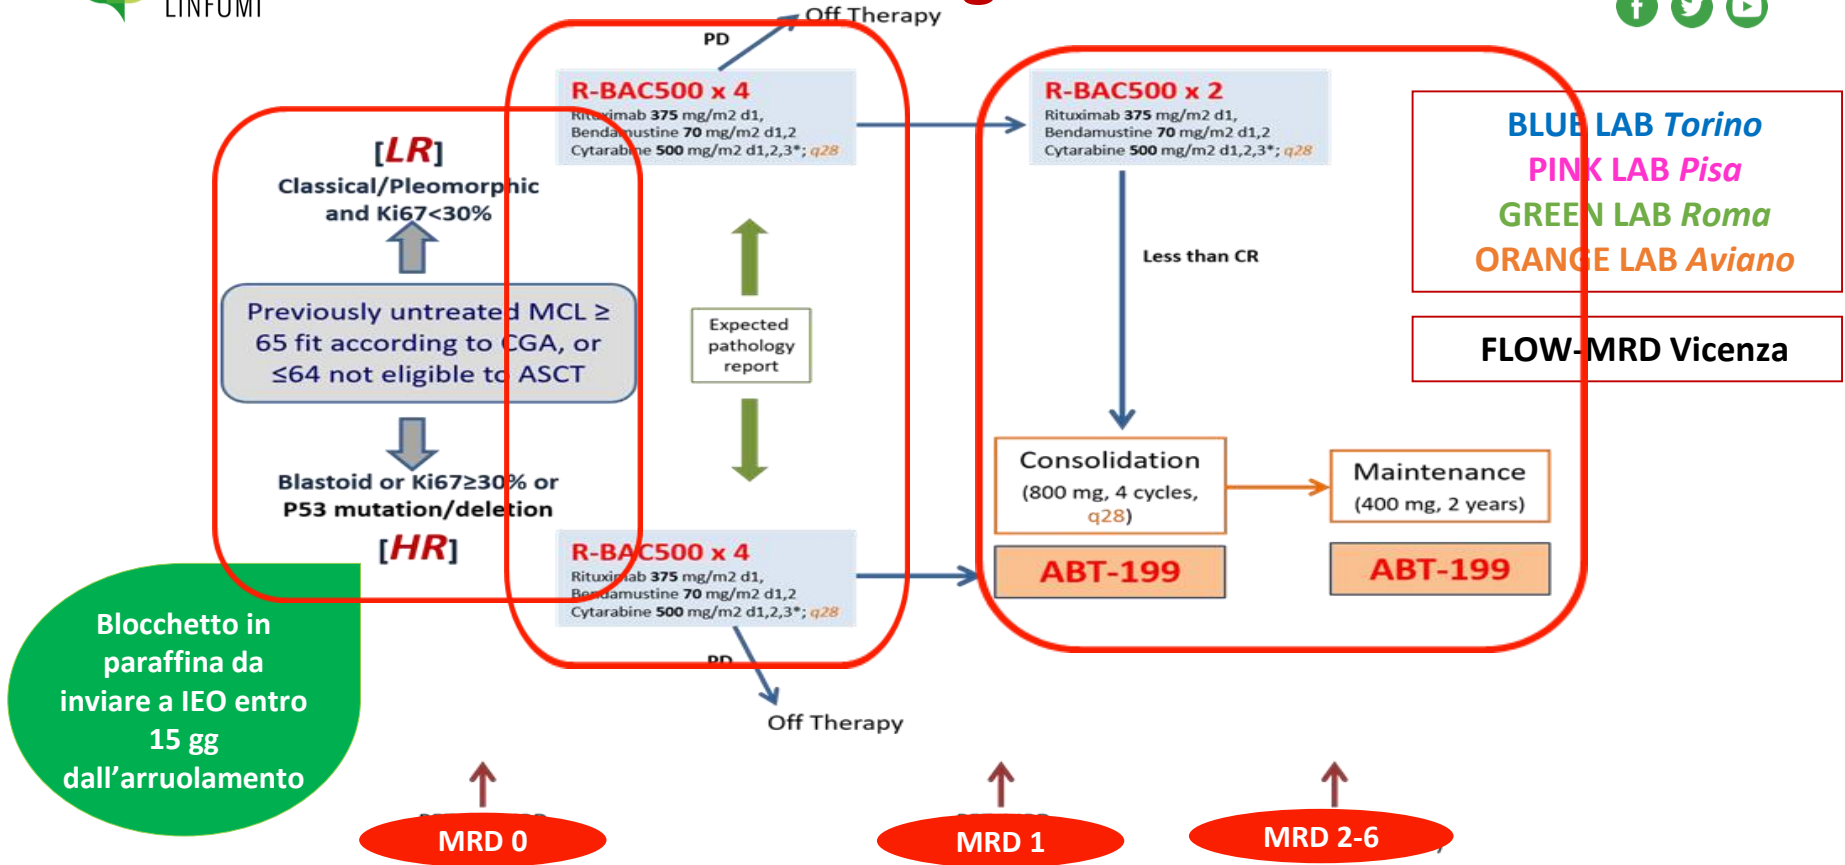 LINFOMI
Off Therapy
PD
R-BAC500 x 4
Rituximab 375 mg/m2 d1,
Bendamustine 70 mg/m2 d1,2
Cytarabine 500 mg/m2 d1,2,3*; q28
R-BAC500 x 2
Rituximab 375 mg/m2 d1,
Bendamustine 70 mg/m2 d1,2
Cytarabine 500 mg/m2 d1,2,3*; q28
BLUE LAB Torino
PINK LAB Pisa
GREEN LAB Roma
ORANGE LAB Aviano
FLOW-MRD Vicenza
[LR]
Classical/Pleomorphic
and Ki67<30%
Previously untreated MCL ≥
65 fit according to CGA, or
≤64 not eligible to ASCT
Expected
pathology
report
Less than CR
Blastoid or Ki67≥30% or
P53 mutation/deletion
[HR]
Consolidation
(800 mg, 4 cycles,
q28)
ABT-199
Maintenance
(400 mg, 2 years)
ABT-199
R-BAC500 x 4
Rituximab 375 mg/m2 d1,
Bendamustine 70 mg/m2 d1,2
Cytarabine 500 mg/m2 d1,2,3*; q28
PD
Off Therapy
Blocchetto in
paraffina da
inviare a IEO entro
15 gg
dall'arruolamento
MRD 0
MRD 1
MRD 2-6